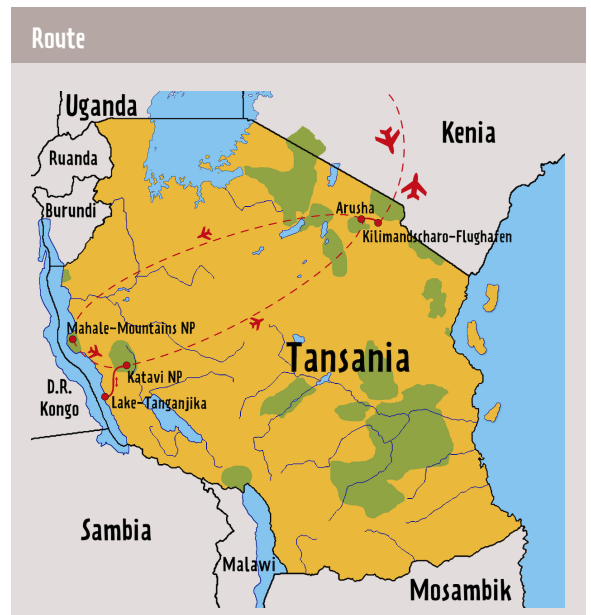 Route
Uganda
Kenia
Ruanda
Burundi
Arusha
Kilimandscharo-Flughafen
Mahale-Mountains NP
Tansania
Katavi NP
D.R.
Kongo
Lake-Tanganjika
Sambia
Malawi
Mosambik